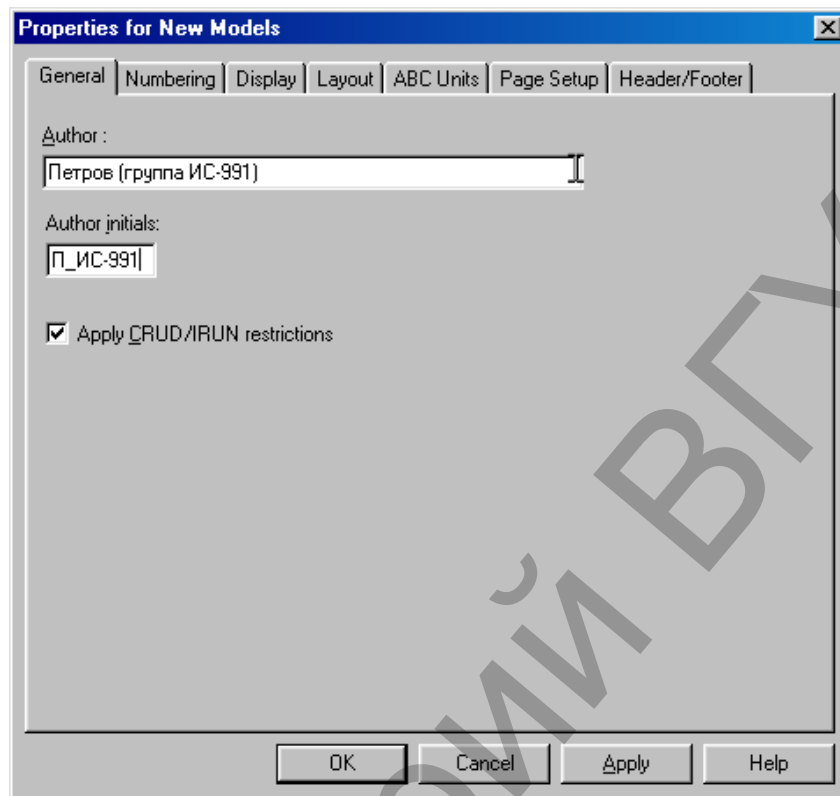 Properties for New Models
General Numbering Display Layout ABC Units Page Setup Header/Footer
Author :
Петров (группа ИС-991)
Author initials:
П_ИС-991
Apply CRUD/IRUN restrictions
OK Cancel Apply Help
ВГУ